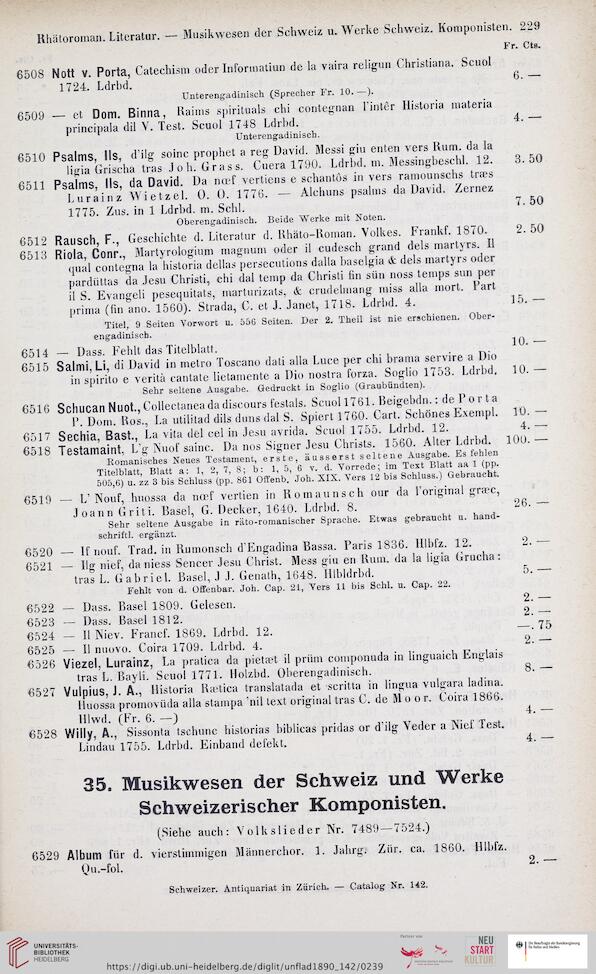 Rhätoroman. Literatur. — Musikwesen der Schweiz u. Werke Schweiz. Komponisten. 229
Fr. Cts.
6508 Nott v. Porta, Catechism oder Informatiun de la vaira religun Christiana. Scuol
1724. Ldrbd. 6. —
Unterengadinisch (Sprecher Fr. 10. —).
6509 — et Dom. Binna, Raims spirituals chi contegnan l'intêr Historia materia
principala dil V. Test. Scuol 1748 Ldrbd. 4. —
Unterengadinisch.
6510 Psalms, Ils, d'ilg soinc prophet a reg David. Messi giu enten vers Rum. da la
ligia Grischa tras Joh. Grass. Cuera 1790. Ldrbd. m. Messingbeschl. 12. 3. 50
6511 Psalms, Ils, da David. Da nœf vertiens e schantôs in vers ramounschs træs
Lurainz Wietzel. O. O. 1776. — Alchuns psalms da David. Zernez
1775. Zus. in 1 Ldrbd. m. Schl. 7. 50
Oberengadinisch. Beide Werke mit Noten.
6512 Rausch, F., Geschichte d. Literatur d. Rhäto-Roman. Volkes. Frankf. 1870. 2. 50
6513 Riola, Conr., Martyrologium magnum oder il cudesch grand dels martyrs. Il
qual contegna la historia dellas persecutions dalla baselgia & dels martyrs oder
pardüttas da Jesu Christi, chi dal temp da Christi fin sün noss temps sun per
il S. Evangeli pesequitats, marturizats, & crudelmang miss alla mort. Part
prima (fin ano. 1560). Strada, C. et J. Janet, 1718. Ldrbd. 4. 15. —
Titel, 9 Seiten Vorwort u. 556 Seiten. Der 2. Theil ist nie erschienen. Ober-
engadinisch.
6514 — Dass. Fehlt das Titelblatt. 10. —
6515 Salmi, Li, di David in metro Toscano dati alla Luce per chi brama servire a Dio
in spirito e verità cantate lietamente a Dio nostra forza. Soglio 1753. Ldrbd. 10. —
Sehr seltene Ausgabe. Gedruckt in Soglio (Graubündten).
6516 Schucan Nuot., Collectanea da discours festals. Scuol 1761. Beigebdn.: de Porta
P. Dom. Ros., La utilitad dils duns dal S. Spiert 1760. Cart. Schönes Exempl. 10. —
6517 Sechia, Bast., La vita del cel in Jesu avrida. Scuol 1755. Ldrbd. 12. 4. —
6518 Testamaint, L'g Nuof sainc. Da nos Signer Jesu Christs. 1560. Alter Ldrbd. 100. —
Romanisches Neues Testament, erste, äusserst seltene Ausgabe. Es fehlen
Titelblatt, Blatt a: 1, 2, 7, 8; b: 1, 5, 6 v. d. Vorrede; im Text Blatt aa 1 (pp.
505,6) u. zz 3 bis Schluss (pp. 861 Offenb. Joh. XIX. Vers 12 bis Schluss.) Gebraucht.
6519 — L' Nouf, huossa da nœf vertien in Romaunsch our da l'original græc,
Joann Griti. Basel, G. Decker, 1640. Ldrbd. 8. 26. —
Sehr seltene Ausgabe in räto-romanischer Sprache. Etwas gebraucht u. hand-
schriftl. ergänzt.
6520 — If nouf. Trad. in Rumonsch d'Engadina Bassa. Paris 1836. Hlbfz. 12. 2. —
6521 — Ilg nief, da niess Sencer Jesu Christ. Mess giu en Rum. da la ligia Grucha:
tras L. Gabriel. Basel, J J. Genath, 1648. Hlbldrbd. 5. —
Fehlt von d. Offenbar. Joh. Cap. 21, Vers 11 bis Schl. u. Cap. 22.
6522 — Dass. Basel 1809. Gelesen. 2. —
6523 — Dass. Basel 1812. 2. —
6524 — Il Niev. Francf. 1869. Ldrbd. 12. —. 75
6525 — Il nuovo. Coira 1709. Ldrbd. 4. 2. —
6526 Viezel, Lurainz, La pratica da pietæt il prüm componuda in linguaich Englais
tras L. Bayli. Scuol 1771. Holzbd. Oberengadinisch. 8. —
6527 Vulpius, J. A., Historia Rætica translatada et scritta in lingua vulgara ladina.
Huossa promovüda alla stampa 'nil text original tras C. de Moor. Coira 1866.
Hlwd. (Fr. 6. —) 4. —
6528 Willy, A., Sissonta tschunc historias biblicas pridas or d'ilg Veder a Nief Test.
Lindau 1755. Ldrbd. Einband defekt. 4. —
35. Musikwesen der Schweiz und Werke
Schweizerischer Komponisten.
(Siehe auch: Volkslieder Nr. 7489—7524.)
6529 Album für d. vierstimmigen Männerchor. 1. Jahrg. Zür. ca. 1860. Hlbfz.
Qu.-fol. 2. —
Schweizer. Antiquariat in Zürich. — Catalog Nr. 142.
UNIVERSITÄTS-
BIBLIOTHEK
HEIDELBERG
https://digi.ub.uni-heidelberg.de/diglit/unflad1890_142/0239
NEU
START
KULTUR